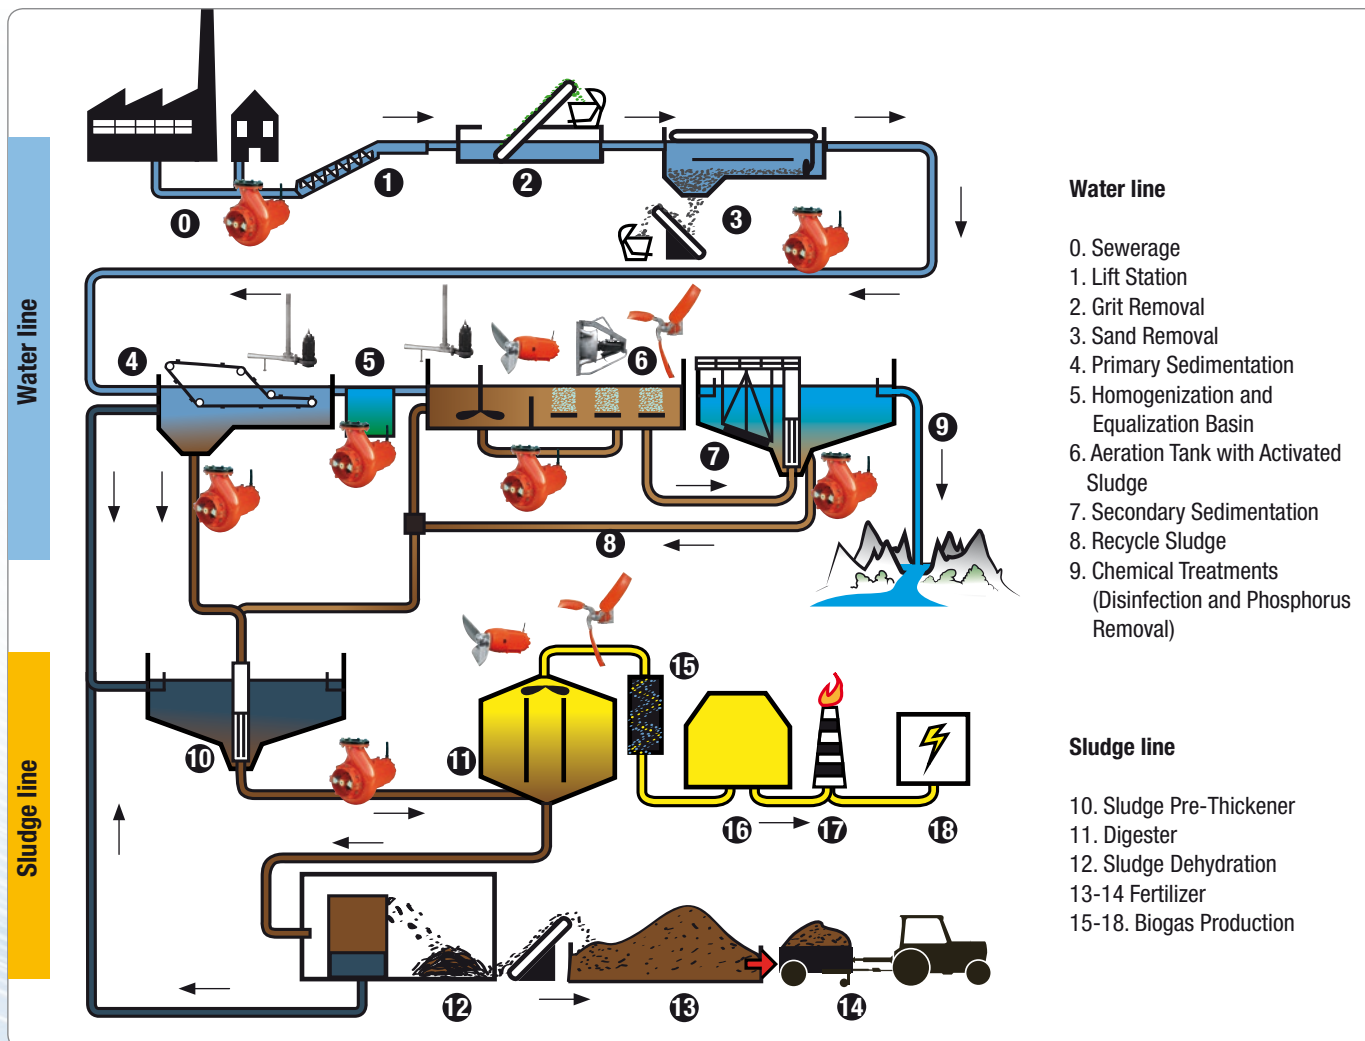 0
1
2
3
Water line
4
5
6
7
8
9
Sludge line
10
11
12
13
14
15
16
17
18
Water line
0. Sewerage
1. Lift Station
2. Grit Removal
3. Sand Removal
4. Primary Sedimentation
5. Homogenization and
Equalization Basin
6. Aeration Tank with Activated
Sludge
7. Secondary Sedimentation
8. Recycle Sludge
9. Chemical Treatments
(Disinfection and Phosphorus
Removal)
Sludge line
10. Sludge Pre-Thickener
11. Digester
12. Sludge Dehydration
13-14 Fertilizer
15-18. Biogas Production